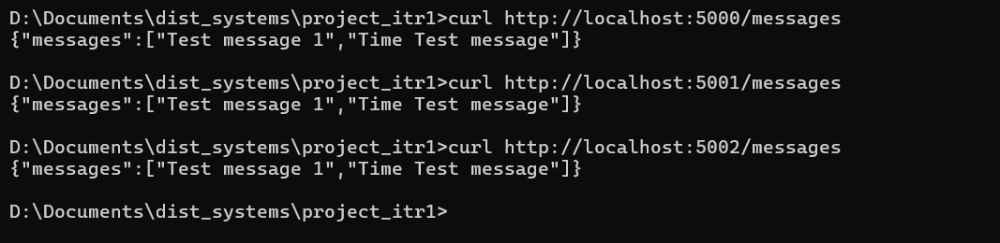 D:\Documents\dist_systems\project_itr1>curl http://localhost:5000/messages
{"messages":["Test message 1","Time Test message"]}
D:\Documents\dist_systems\project_itr1>curl http://localhost:5001/messages
{"messages":["Test message 1","Time Test message"]}
D:\Documents\dist_systems\project_itr1>curl http://localhost:5002/messages
{"messages":["Test message 1","Time Test message"]}
D:\Documents\dist_systems\project_itr1>